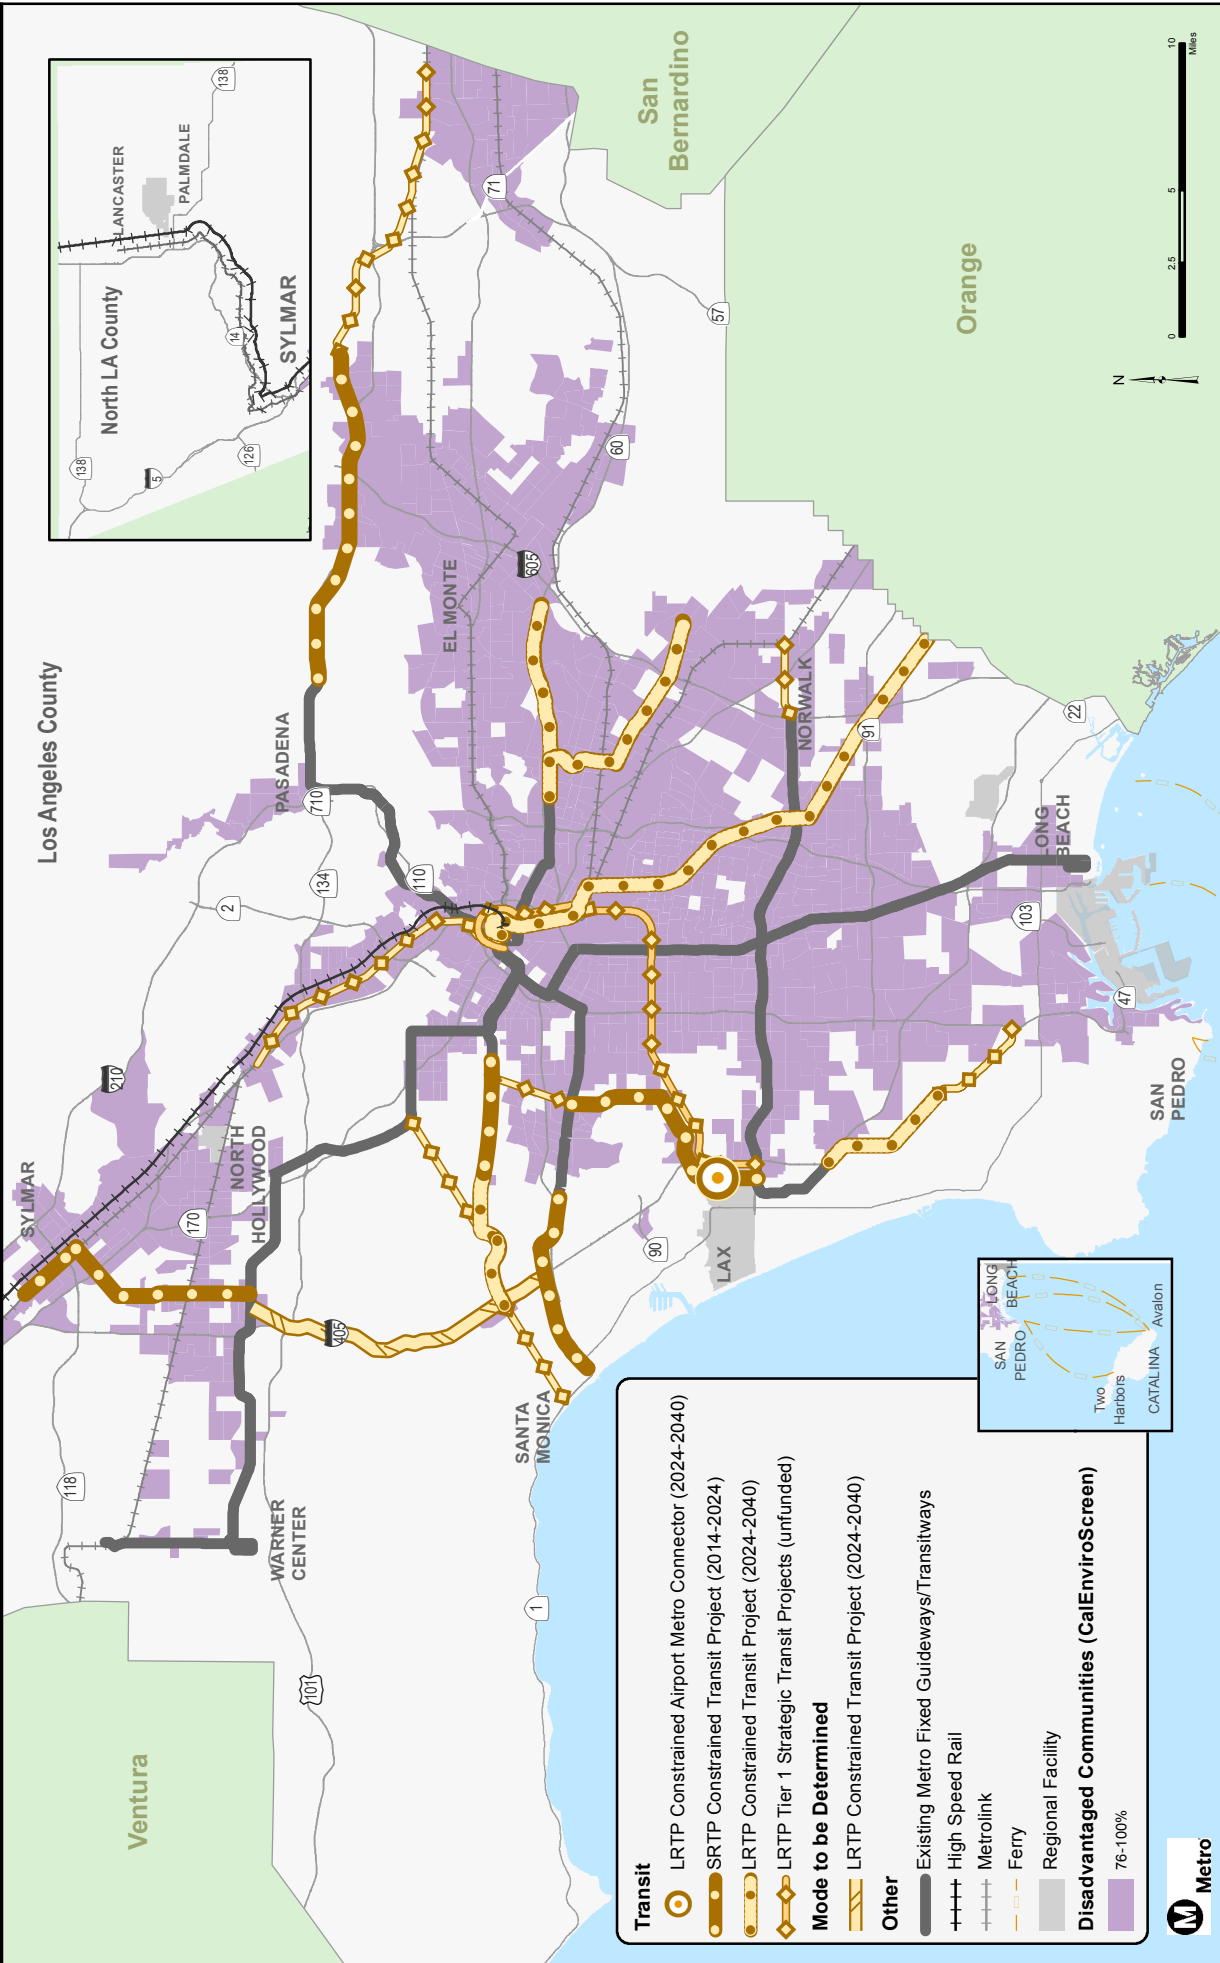 Los Angeles County
Ventura
San
Bernardino
Orange
North LA County
LANCASTER
PALMDALE
SYLMAR
138
138
14
5
126
SYLMAR
NORTH
HOLLYWOOD
WARNER
CENTER
PASADENA
EL MONTE
SANTA
MONICA
LAX
NORWALK
LONG
BEACH
SAN
PEDRO
118
101
1
170
210
405
2
134
710
110
90
605
60
71
57
91
22
103
47
N
0
2.5
5
10
Miles
Transit
LRTP Constrained Airport Metro Connector (2024-2040)
SRTP Constrained Transit Project (2014-2024)
LRTP Constrained Transit Project (2024-2040)
LRTP Tier 1 Strategic Transit Projects (unfunded)
Mode to be Determined
LRTP Constrained Transit Project (2024-2040)
Other
Existing Metro Fixed Guideways/Transitways
High Speed Rail
Metrolink
Ferry
Regional Facility
Disadvantaged Communities (CalEnviroScreen)
76-100%
SAN
PEDRO
LONG
BEACH
Two
Harbors
CATALINA
Avalon
M
Metro